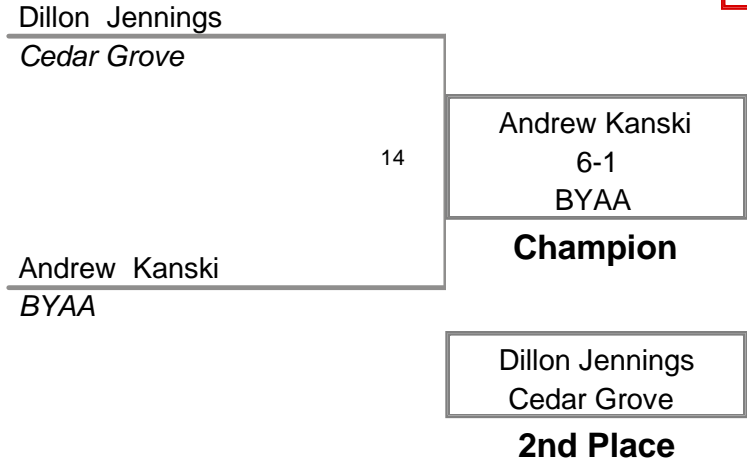 Dillon  Jennings
Cedar Grove
14
Andrew Kanski
6-1
BYAA
Champion
Andrew  Kanski
BYAA
Dillon Jennings
Cedar Grove
2nd Place